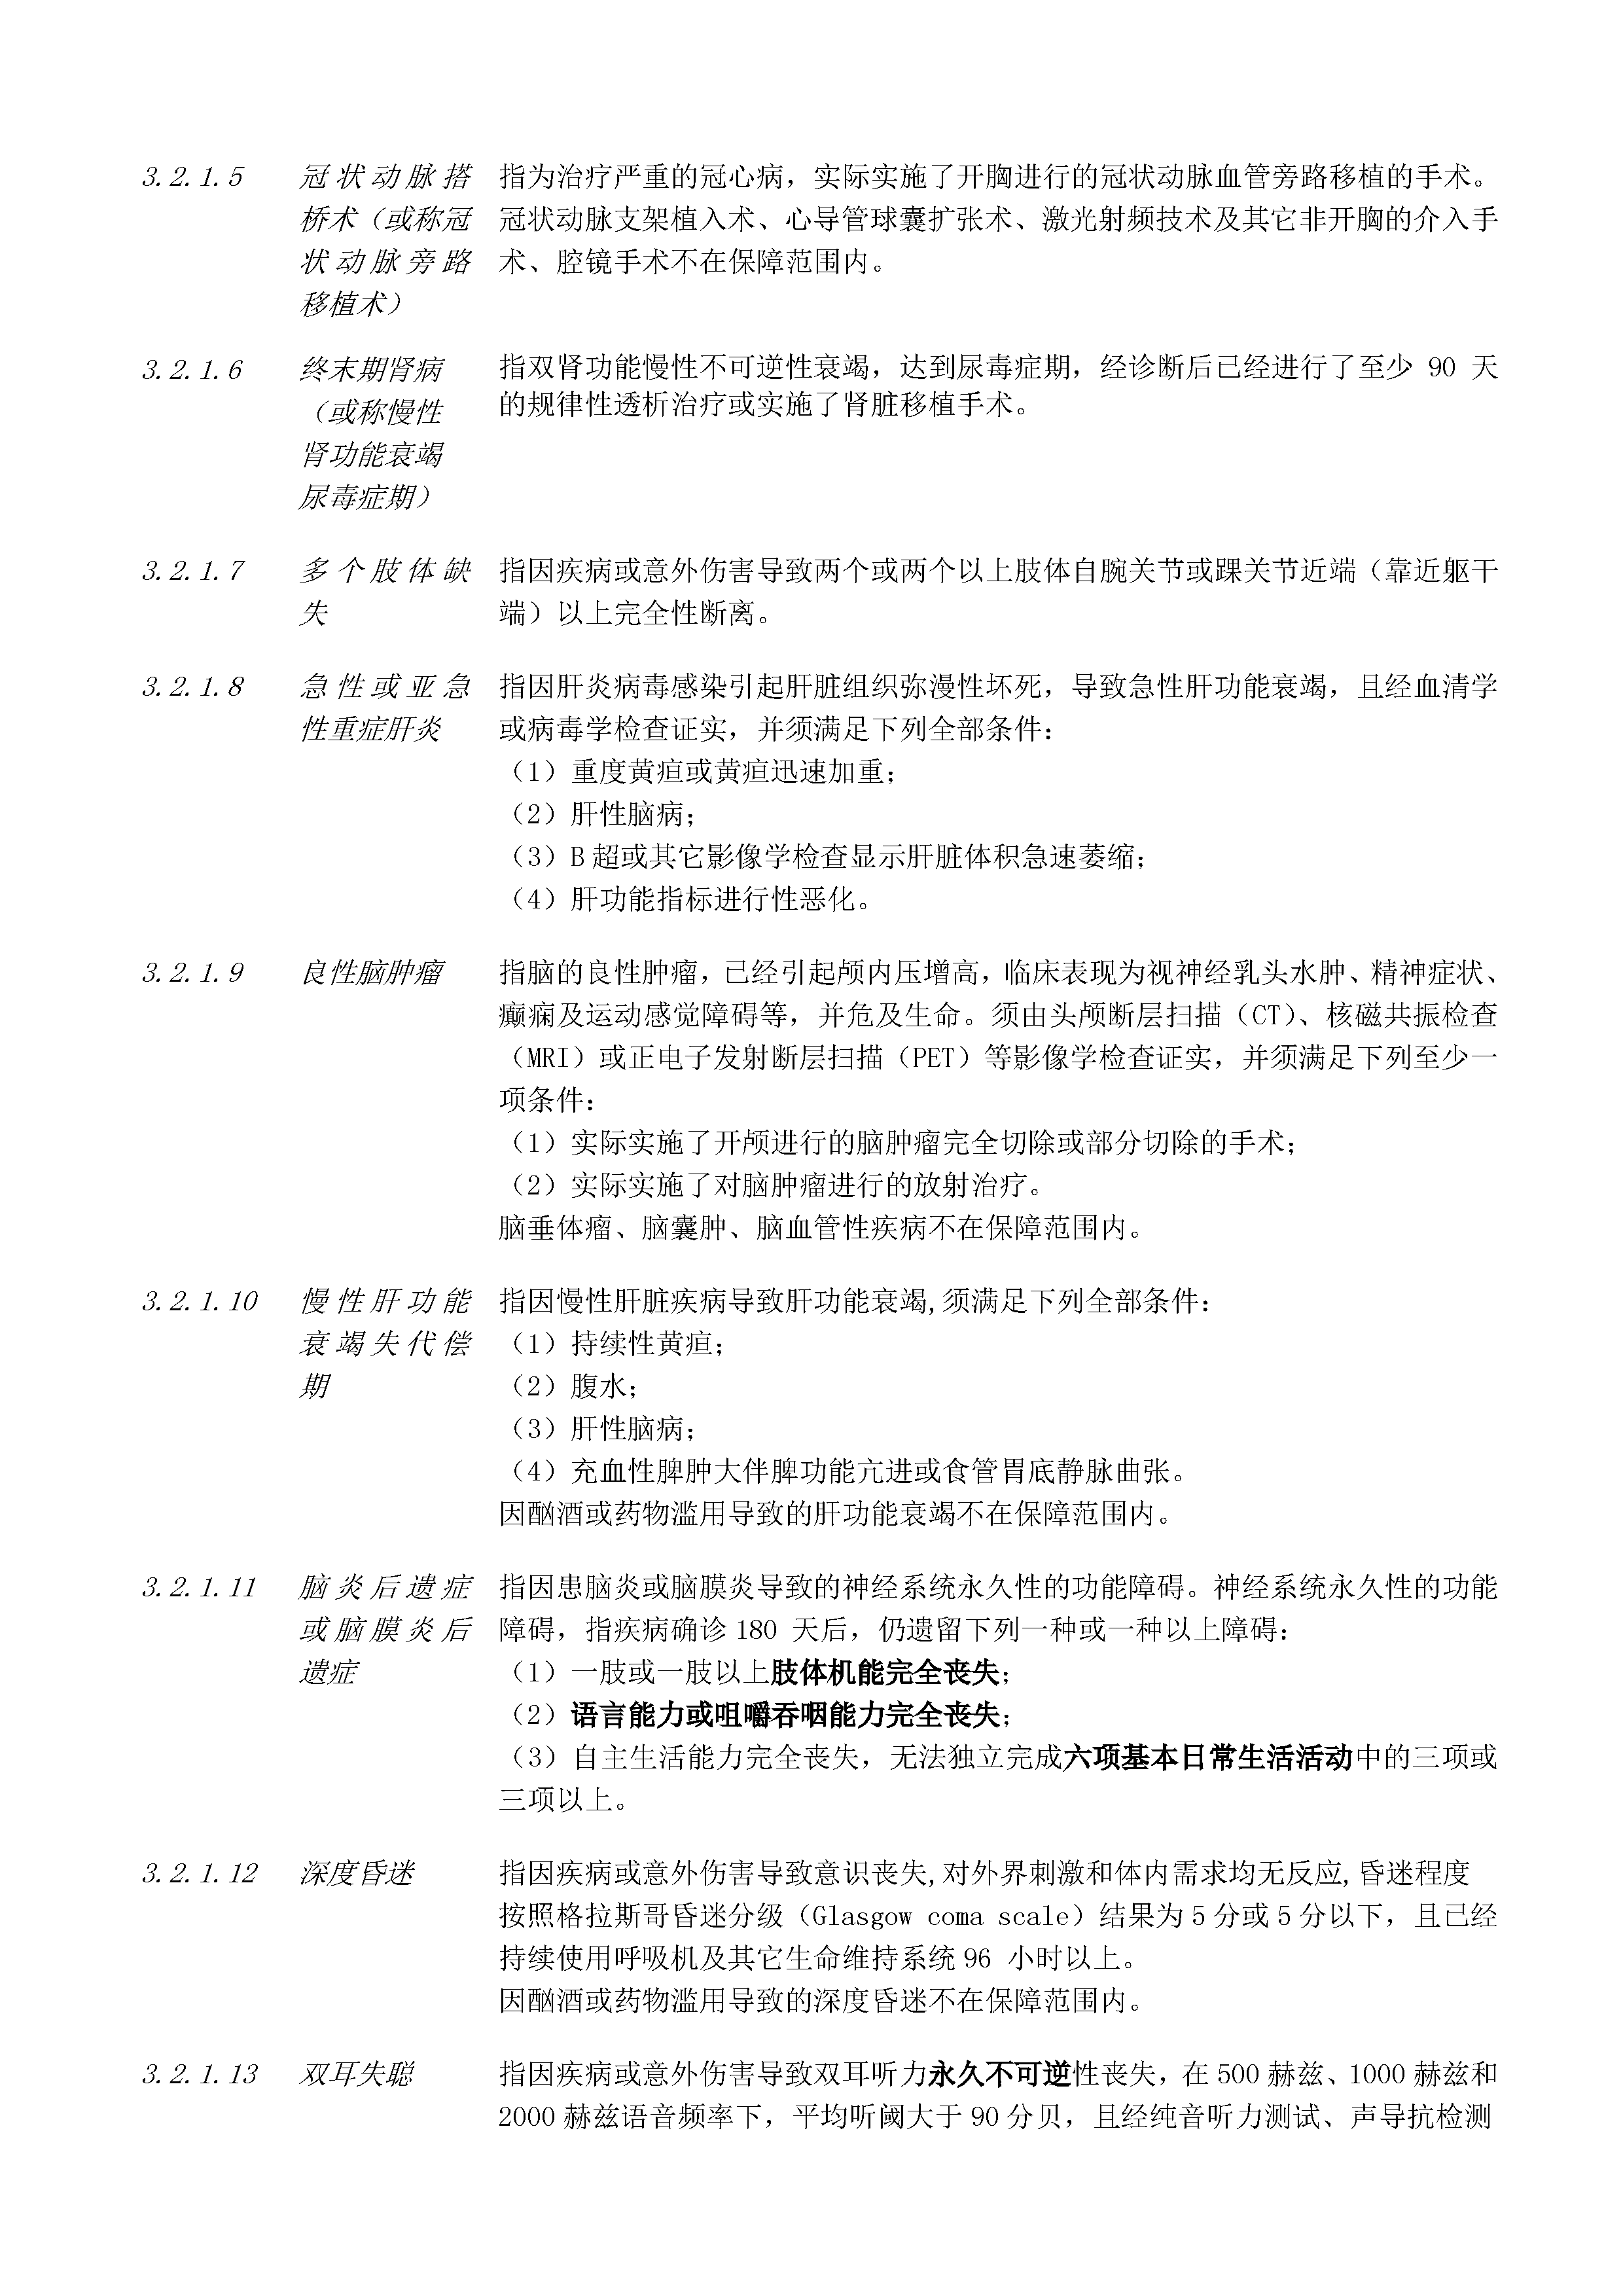 3.2.1.5 冠状动脉搭 指为治疗严重的冠心病，实际实施了开胸进行的冠状动脉血管旁路移植的手术。
桥术（或称冠 冠状动脉支架植入术、心导管球囊扩张术、激光射频技术及其它非开胸的介入手
状动脉旁路 术、腔镜手术不在保障范围内。
移植术）
3.2.1.6 终末期肾病 指双肾功能慢性不可逆性衰竭，达到尿毒症期，经诊断后已经进行了至少 90 天
（或称慢性 的规律性透析治疗或实施了肾脏移植手术。
肾功能衰竭
尿毒症期）
3.2.1.7 多个肢体缺 指因疾病或意外伤害导致两个或两个以上肢体自腕关节或踝关节近端（靠近躯干
失 端）以上完全性断离。
3.2.1.8 急性或亚急 指因肝炎病毒感染引起肝脏组织弥漫性坏死，导致急性肝功能衰竭，且经血清学
性重症肝炎 或病毒学检查证实，并须满足下列全部条件：
（1）重度黄疸或黄疸迅速加重；
（2）肝性脑病；
（3）B超或其它影像学检查显示肝脏体积急速萎缩；
（4）肝功能指标进行性恶化。
3.2.1.9 良性脑肿瘤 指脑的良性肿瘤，已经引起颅内压增高，临床表现为视神经乳头水肿、精神症状、
癫痫及运动感觉障碍等，并危及生命。须由头颅断层扫描（CT）、核磁共振检查
（MRI）或正电子发射断层扫描（PET）等影像学检查证实，并须满足下列至少一
项条件：
（1）实际实施了开颅进行的脑肿瘤完全切除或部分切除的手术；
（2）实际实施了对脑肿瘤进行的放射治疗。
脑垂体瘤、脑囊肿、脑血管性疾病不在保障范围内。
3.2.1.10 慢性肝功能 指因慢性肝脏疾病导致肝功能衰竭,须满足下列全部条件：
衰竭失代偿 （1）持续性黄疸；
期 （2）腹水；
（3）肝性脑病；
（4）充血性脾肿大伴脾功能亢进或食管胃底静脉曲张。
因酗酒或药物滥用导致的肝功能衰竭不在保障范围内。
3.2.1.11 脑炎后遗症 指因患脑炎或脑膜炎导致的神经系统永久性的功能障碍。神经系统永久性的功能
或脑膜炎后 障碍，指疾病确诊180 天后，仍遗留下列一种或一种以上障碍：
遗症 （1）一肢或一肢以上肢体机能完全丧失；
（2）语言能力或咀嚼吞咽能力完全丧失；
（3）自主生活能力完全丧失，无法独立完成六项基本日常生活活动中的三项或
三项以上。
3.2.1.12 深度昏迷 指因疾病或意外伤害导致意识丧失,对外界刺激和体内需求均无反应,昏迷程度
按照格拉斯哥昏迷分级（Glasgow coma scale）结果为5分或5分以下，且已经
持续使用呼吸机及其它生命维持系统96 小时以上。
因酗酒或药物滥用导致的深度昏迷不在保障范围内。
3.2.1.13 双耳失聪 指因疾病或意外伤害导致双耳听力永久不可逆性丧失，在500赫兹、1000赫兹和
2000赫兹语音频率下，平均听阈大于90分贝，且经纯音听力测试、声导抗检测